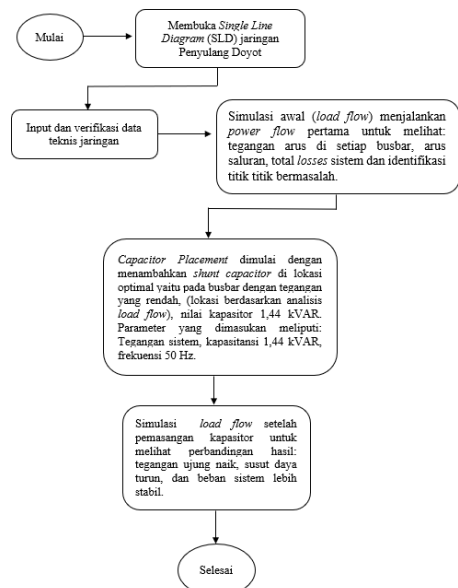 Mulai
Membuka Single Line
Diagram (SLD) jaringan
Penyulang Doyot
Input dan verifikasi data
teknis jaringan
Simulasi awal (load flow) menjalankan
power flow pertama untuk melihat:
tegangan arus di setiap busbar, arus
saluran, total losses sistem dan identifikasi
titik titik bermasalah.
Capacitor Placement dimulai dengan
menambahkan shunt capacitor di lokasi
optimal yaitu pada busbar dengan tegangan
yang rendah, (lokasi berdasarkan analisis
load flow), nilai kapasitor 1,44 kVAR.
Parameter yang dimasukan meliputi:
Tegangan sistem, kapasitansi 1,44 kVAR,
frekuensi 50 Hz.
Simulasi load flow setelah
pemasangan kapasitor untuk
melihat perbandingan hasil:
tegangan ujung naik, susut daya
turun, dan beban sistem lebih
stabil.
Selesai